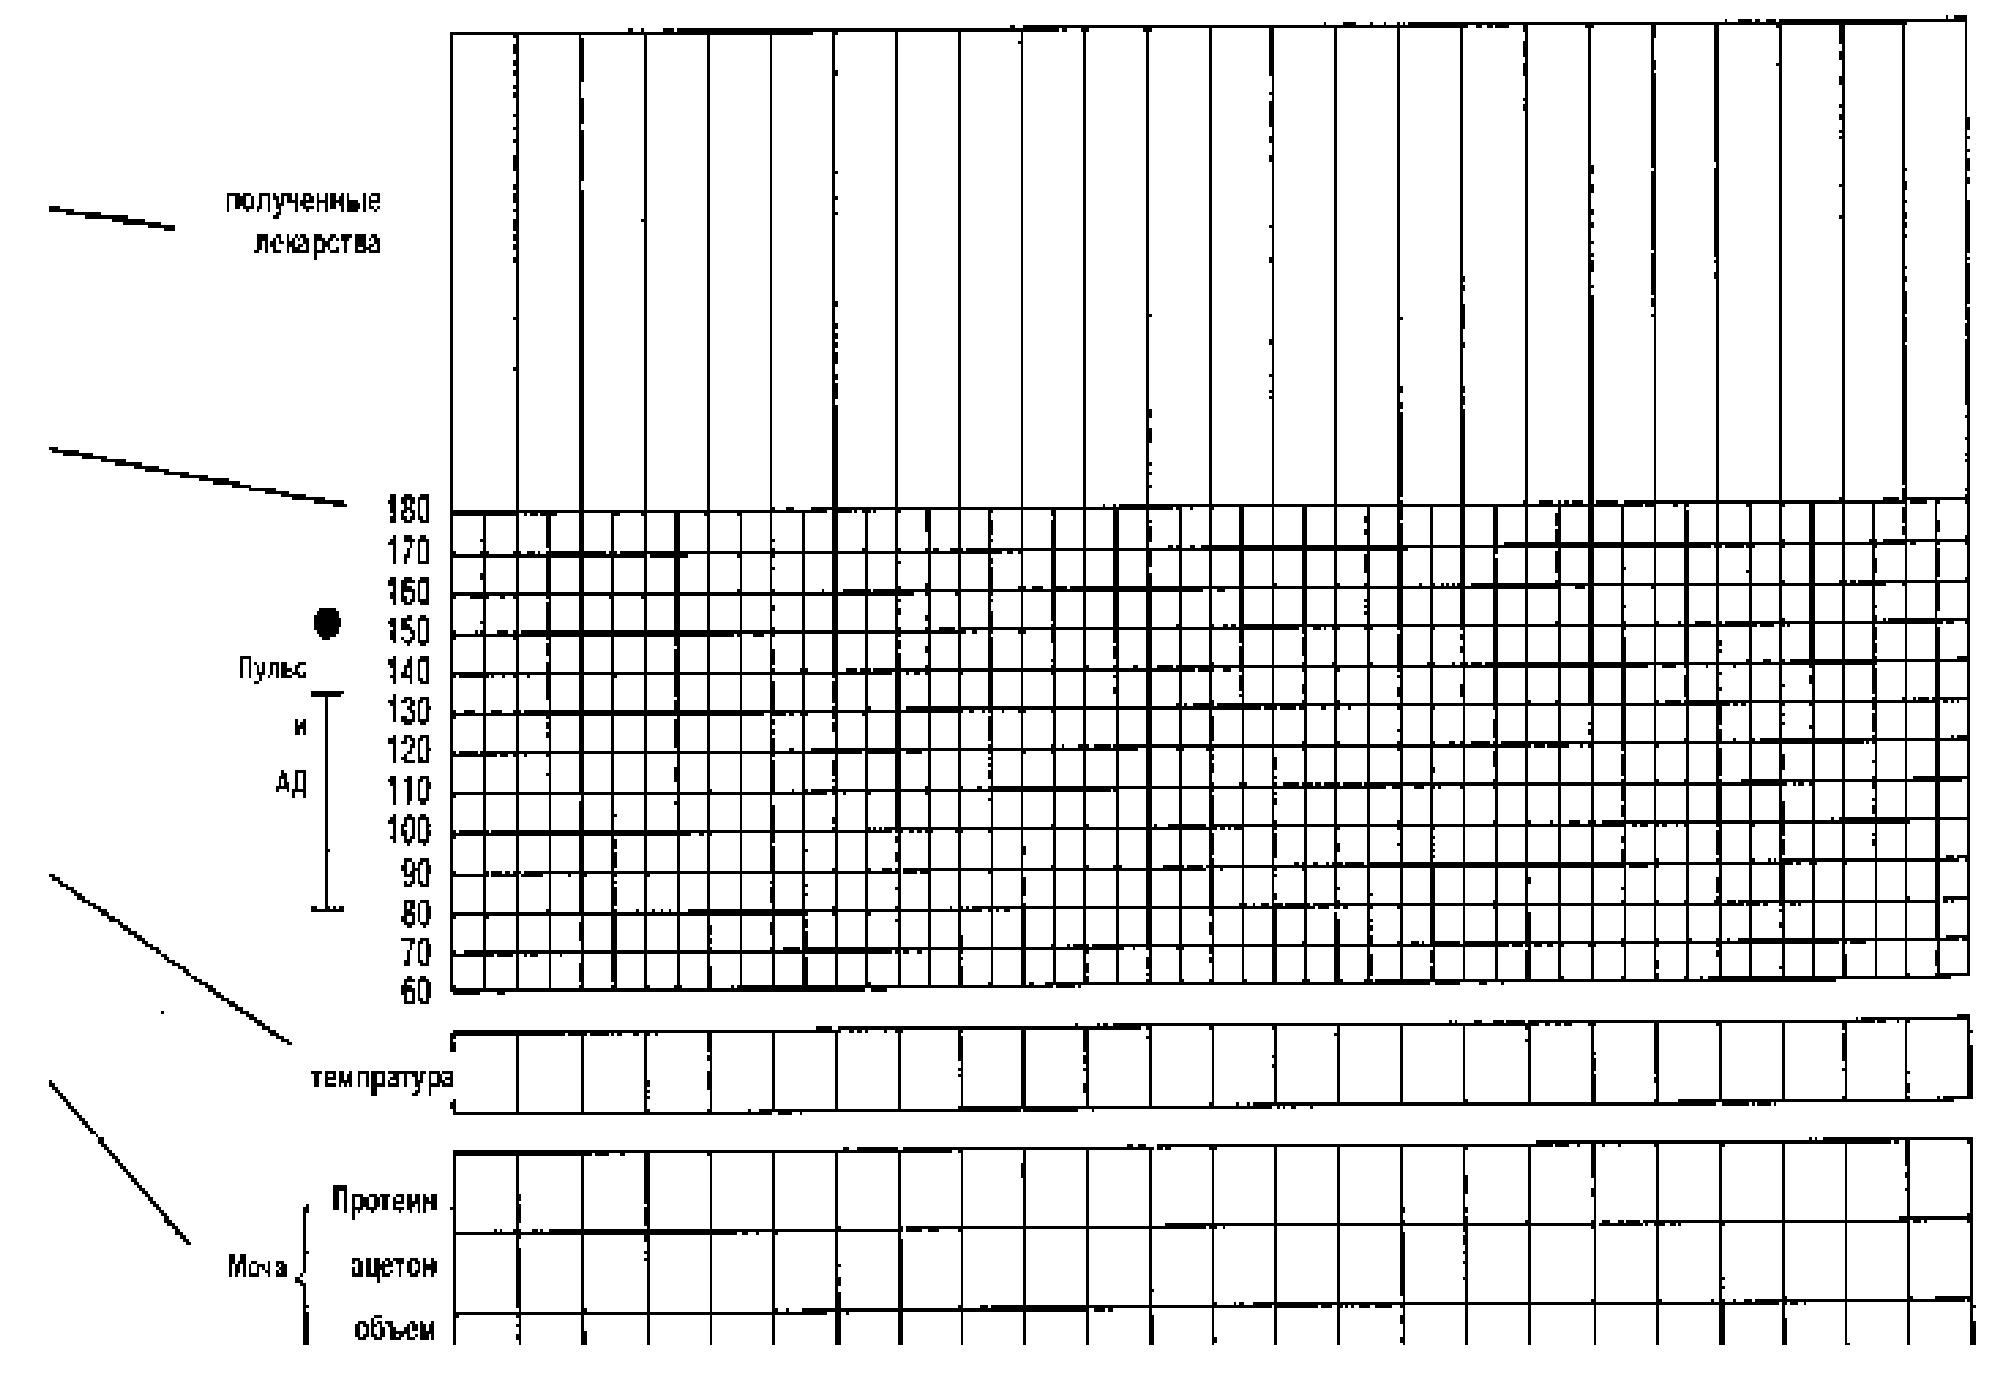 полученные
лекарства
180
170
160
150
Пульс 140
130
и
120
АД 110
100
90
80
70
60
темпратура
Протеин
Моча { ацетон
объем